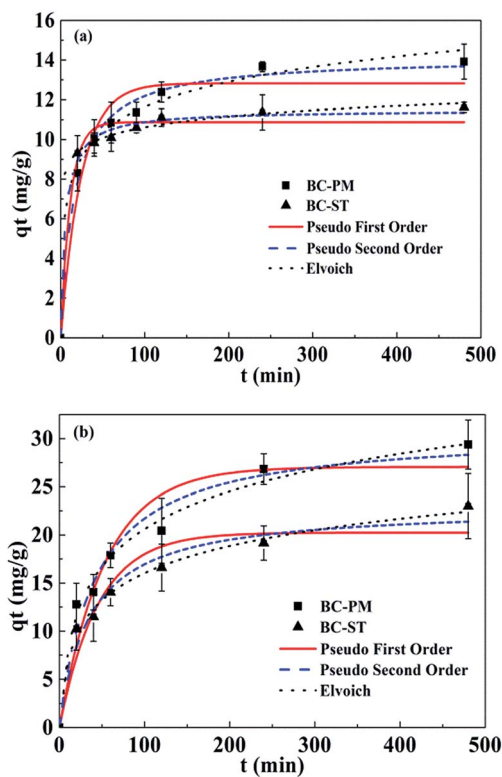 (a)
16
14
12
10
8
6
4
2
0
qt (mg/g)
BC-PM
BC-ST
Pseudo First Order
Pseudo Second Order
Elvoich
0 100 200 300 400 500
t (min)
(b)
30
25
20
15
10
5
0
qt (mg/g)
BC-PM
BC-ST
Pseudo First Order
Pseudo Second Order
Elvoich
0 100 200 300 400 500
t (min)